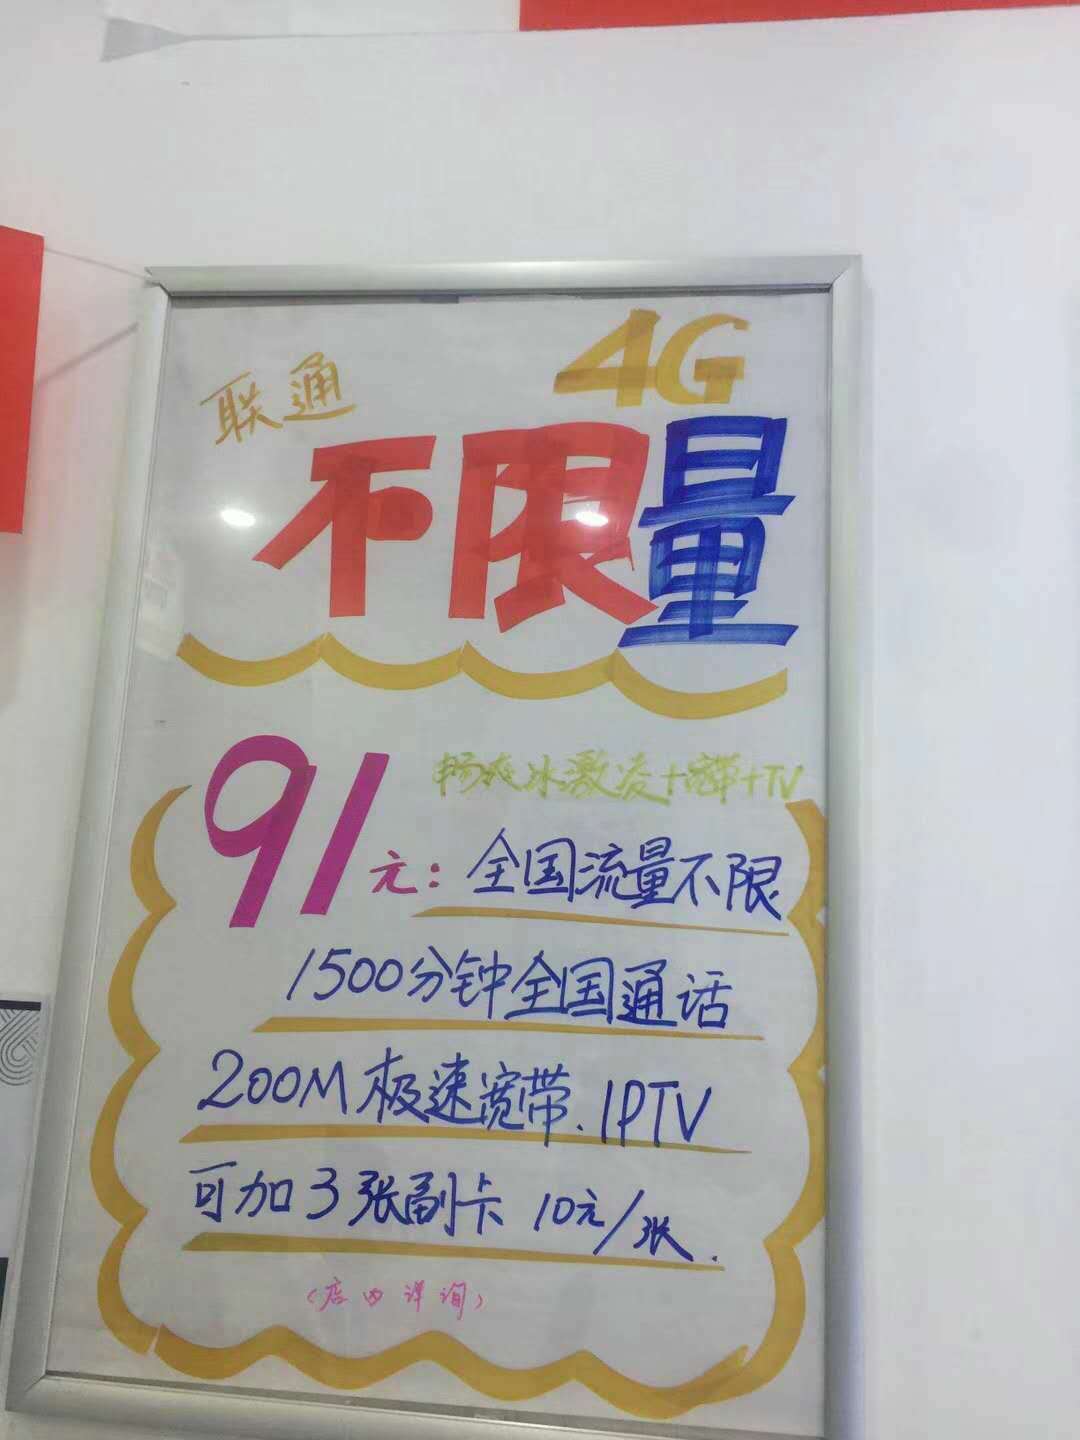 4G
联通
不限量
畅爽冰激凌+宽带+TV
91元:全国流量不限
1500分钟全国通话
200M极速宽带、IPTV
可加3张副卡 10元/张.
(店内详询)